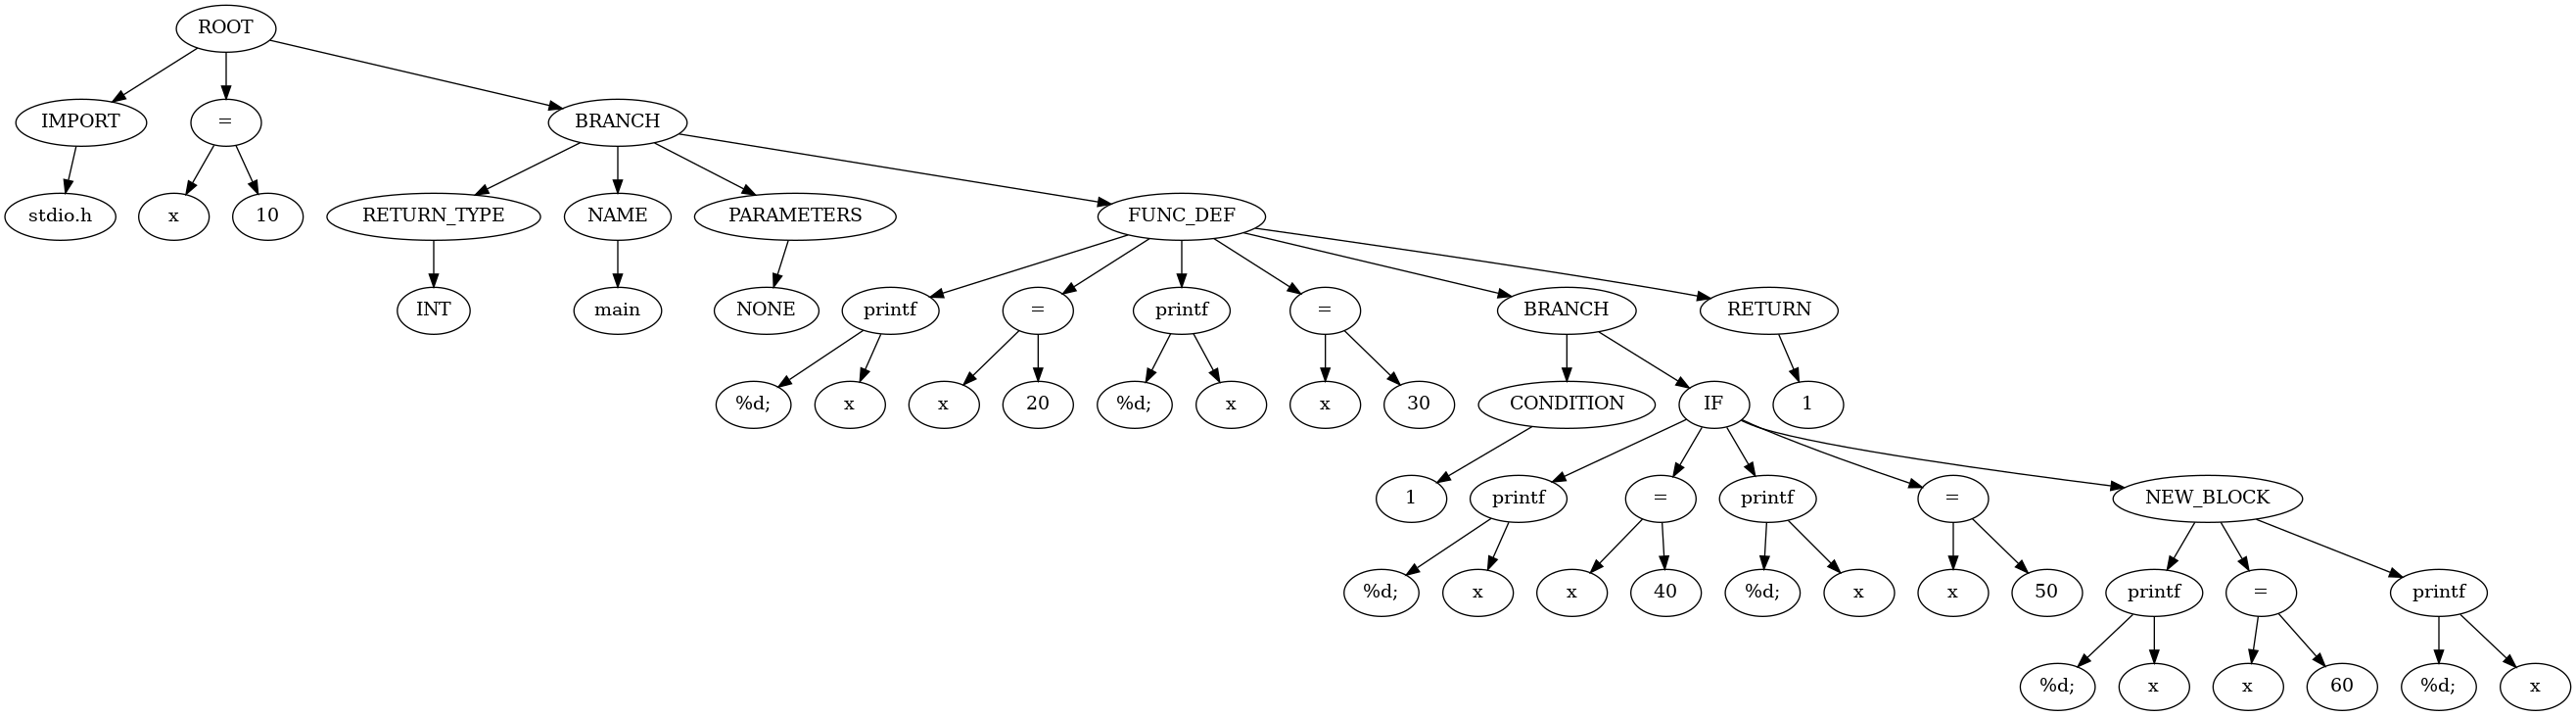 ROOT
IMPORT = BRANCH
stdio.h x 10 RETURN_TYPE NAME PARAMETERS FUNC_DEF
INT main NONE printf = printf = BRANCH RETURN
%d; x x 20 %d; x x 30 CONDITION IF 1
1 printf = printf = NEW_BLOCK
%d; x x 40 %d; x x 50 printf = printf
%d; x x 60 %d; x